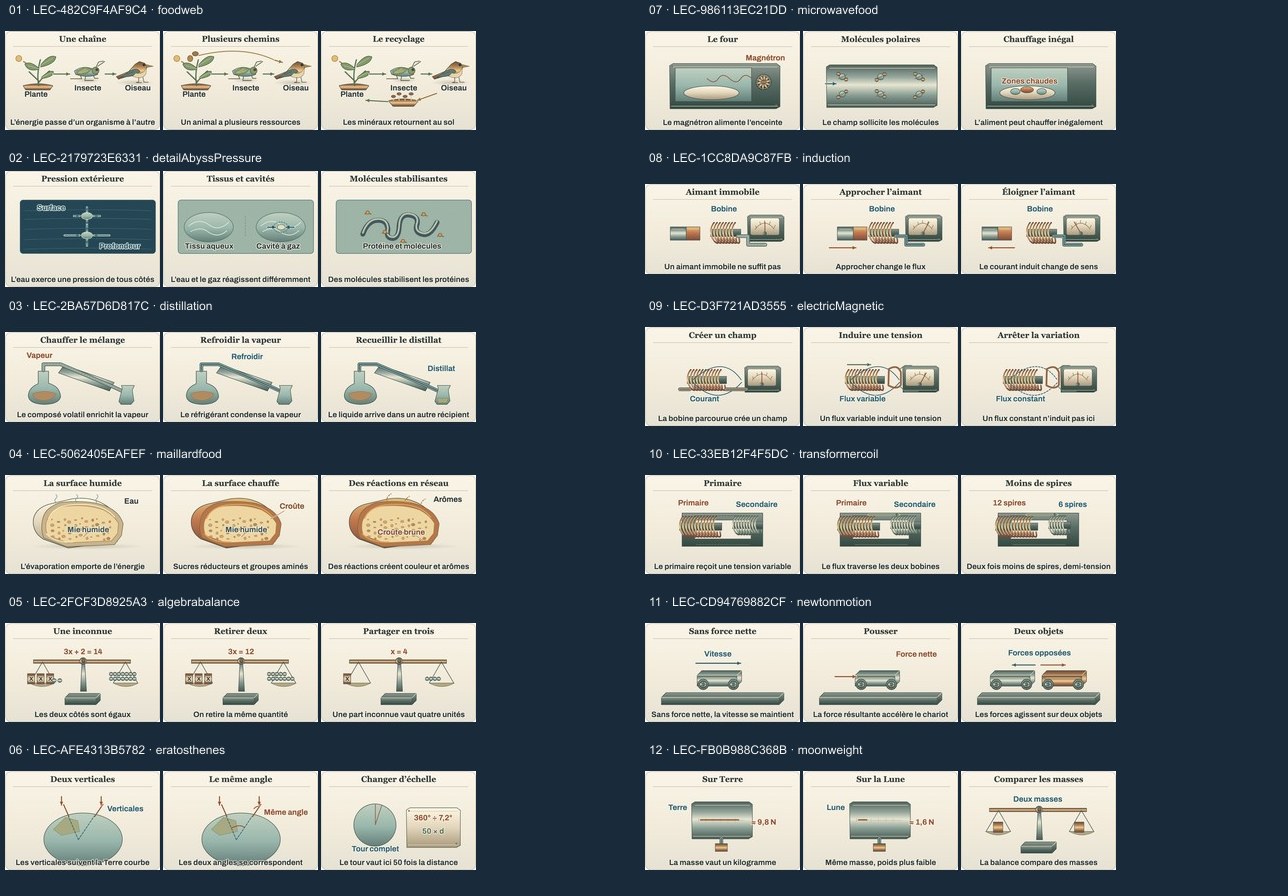 01 · LEC-482C9F4AF9C4 · foodweb
Une chaîne
Plante
Insecte
Oiseau
L'énergie passe d'un organisme à l'autre
Plusieurs chemins
Plante
Insecte
Oiseau
Un animal a plusieurs ressources
Le recyclage
Plante
Insecte
Oiseau
Les minéraux retournent au sol
02 · LEC-2179723E6331 · detailAbyssPressure
Pression extérieure
Surface
Profondeur
L'eau exerce une pression de tous côtés
Tissus et cavités
Tissu aqueux
Cavité à gaz
L'eau et le gaz réagissent différemment
Molécules stabilisantes
Protéine et molécules
Des molécules stabilisent les protéines
03 · LEC-2BA57D6D817C · distillation
Chauffer le mélange
Vapeur
Le composé volatil enrichit la vapeur
Refroidir la vapeur
Refroidir
Le réfrigérant condense la vapeur
Recueillir le distillat
Distillat
Le liquide arrive dans un autre récipient
04 · LEC-5062405EAFEF · maillardfood
La surface humide
Eau
Mie humide
L'évaporation emporte de l'énergie
La surface chauffe
Croûte
Mie humide
Sucres réducteurs et groupes aminés
Des réactions en réseau
Arômes
Croûte brune
Des réactions créent couleur et arômes
05 · LEC-2FCF3D8925A3 · algebrabalance
Une inconnue
3x + 2 = 14
X X X
Les deux côtés sont égaux
Retirer deux
3x = 12
X X X
On retire la même quantité
Partager en trois
x = 4
X
Une part inconnue vaut quatre unités
06 · LEC-AFE4313B5782 · eratosthenes
Deux verticales
Verticales
Les verticales suivent la Terre courbe
Le même angle
Même angle
Les deux angles se correspondent
Changer d'échelle
360° ÷ 7,2°
50 × d
Tour complet
Le tour vaut ici 50 fois la distance
07 · LEC-986113EC21DD · microwavefood
Le four
Magnétron
Le magnétron alimente l'enceinte
Molécules polaires
Le champ sollicite les molécules
Chauffage inégal
Zones chaudes
L'aliment peut chauffer inégalement
08 · LEC-1CC8DA9C87FB · induction
Aimant immobile
Bobine
Un aimant immobile ne suffit pas
Approcher l'aimant
Bobine
Approcher change le flux
Éloigner l'aimant
Bobine
Le courant induit change de sens
09 · LEC-D3F721AD3555 · electricMagnetic
Créer un champ
Courant
La bobine parcourue crée un champ
Induire une tension
Flux variable
Un flux variable induit une tension
Arrêter la variation
Flux constant
Un flux constant n'induit pas ici
10 · LEC-33EB12F4F5DC · transformercoil
Primaire
Primaire
Secondaire
Le primaire reçoit une tension variable
Flux variable
Primaire
Secondaire
Le flux traverse les deux bobines
Moins de spires
12 spires
6 spires
Deux fois moins de spires, demi-tension
11 · LEC-CD94769882CF · newtonmotion
Sans force nette
Vitesse
Sans force nette, la vitesse se maintient
Pousser
Force nette
La force résultante accélère le chariot
Deux objets
Forces opposées
Les forces agissent sur deux objets
12 · LEC-FB0B988C368B · moonweight
Sur Terre
Terre
≈ 9,8 N
La masse vaut un kilogramme
Sur la Lune
Lune
≈ 1,6 N
Même masse, poids plus faible
Comparer les masses
Deux masses
La balance compare des masses